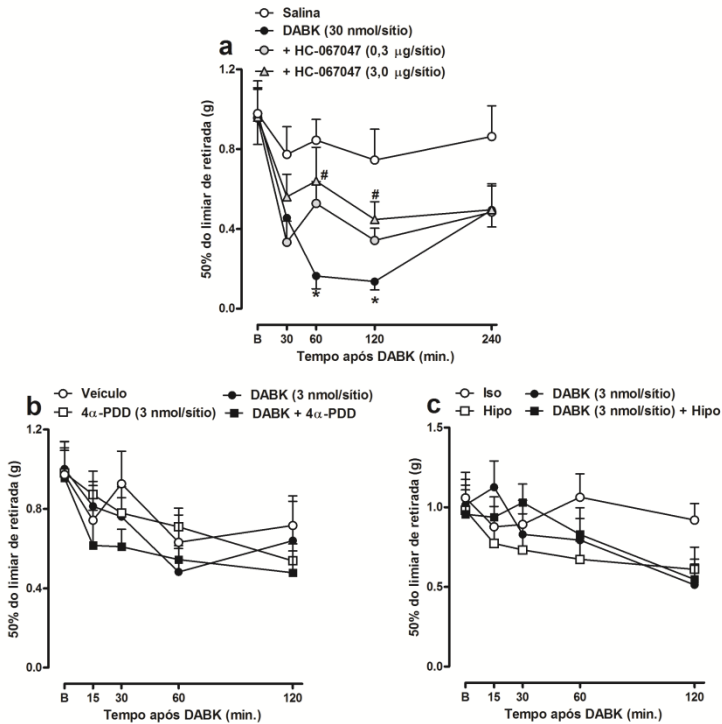 a
Salina
DABK (30 nmol/sítio)
+ HC-067047 (0,3 µg/sítio)
+ HC-067047 (3,0 µg/sítio)
50% do limiar de retirada (g)
1.2
0.8
0.4
0.0
#
#
*
*
B 30 60 120 240
Tempo após DABK (min.)
b
Veículo DABK (3 nmol/sítio)
4α-PDD (3 nmol/sítio) DABK + 4α-PDD
50% do limiar de retirada (g)
1.2
0.8
0.4
0.0
B 15 30 60 120
Tempo após DABK (min.)
c
Iso DABK (3 nmol/sítio)
Hipo DABK (3 nmol/sítio) + Hipo
50% do limiar de retirada (g)
1.5
1.0
0.5
0.0
B 15 30 60 120
Tempo após DABK (min.)